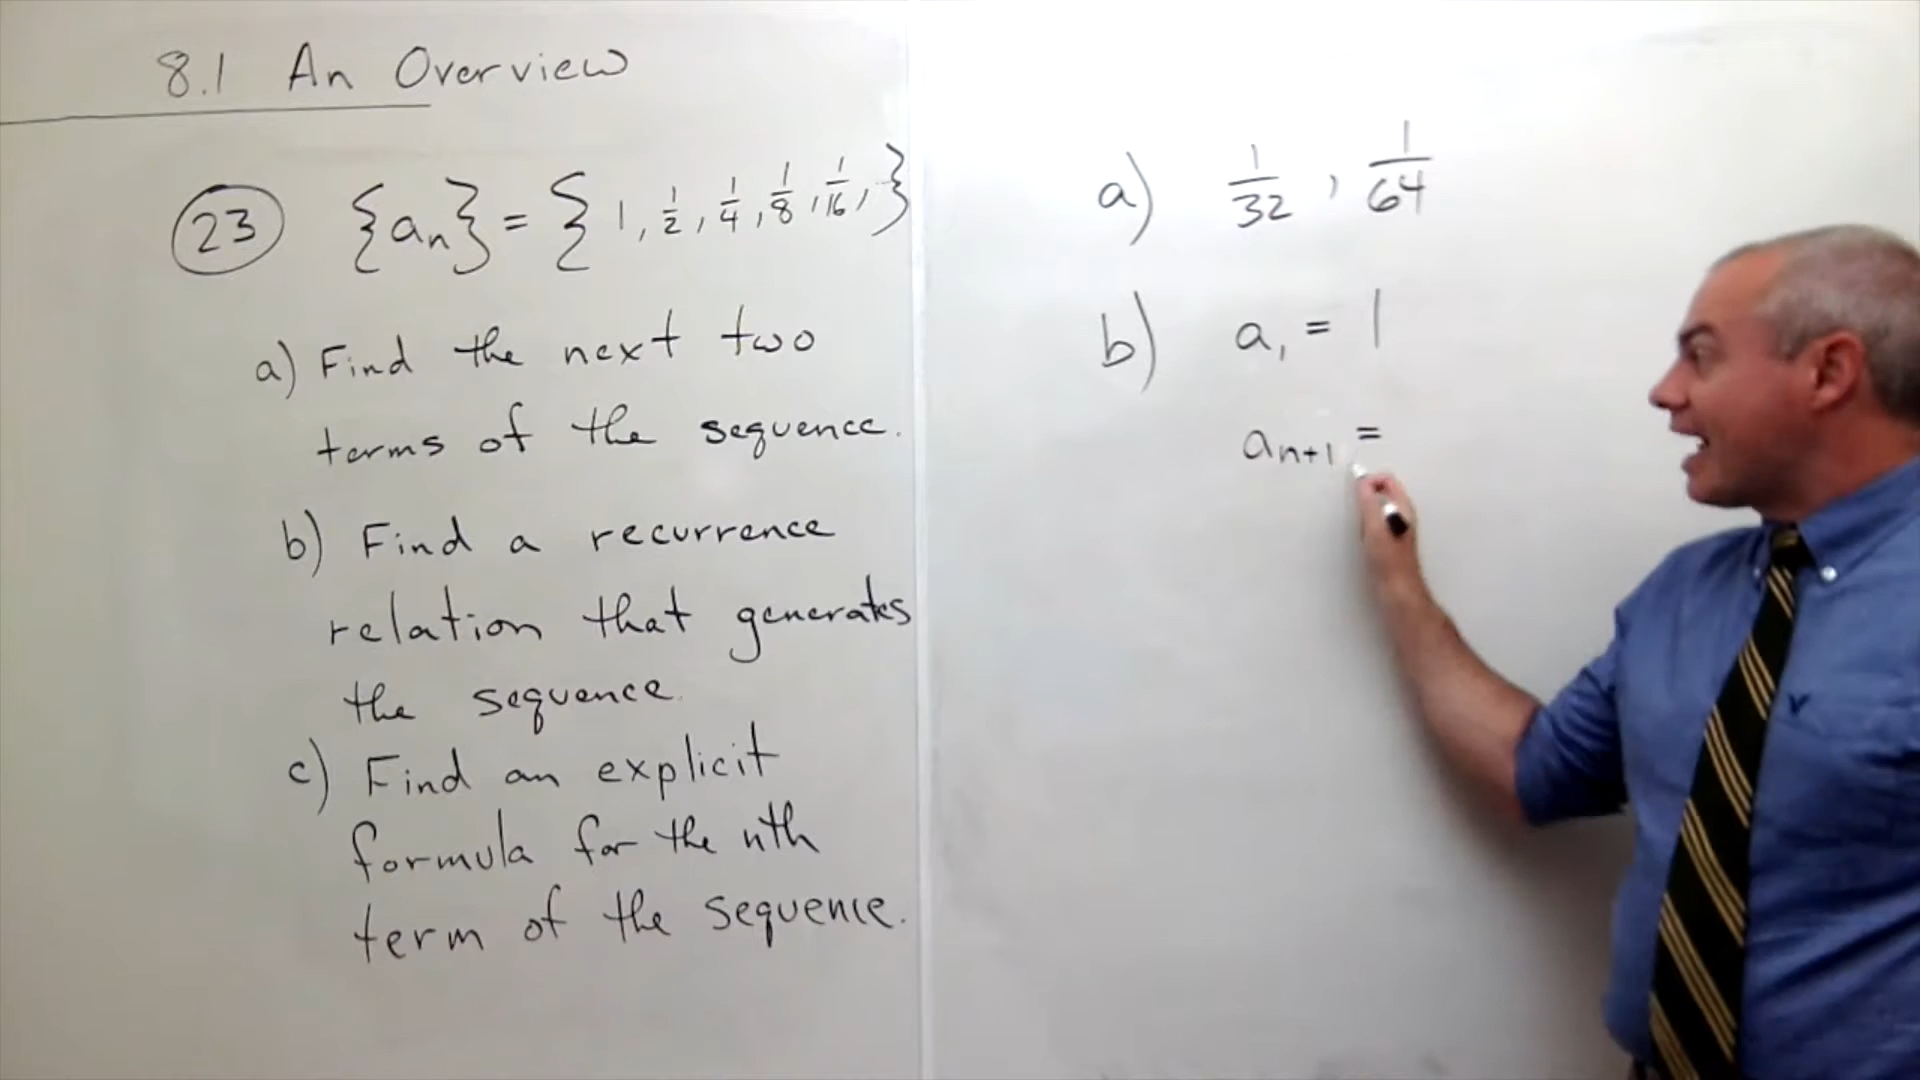 8.1 An Overview
23 {aₙ} = { 1, 1/2, 1/4, 1/8, 1/16, ...}
a) Find the next two
terms of the sequence.
b) Find a recurrence
relation that generates
the sequence.
c) Find an explicit
formula for the nth
term of the sequence.
a) 1/32 , 1/64
b) a₁ = 1
aₙ₊₁ =